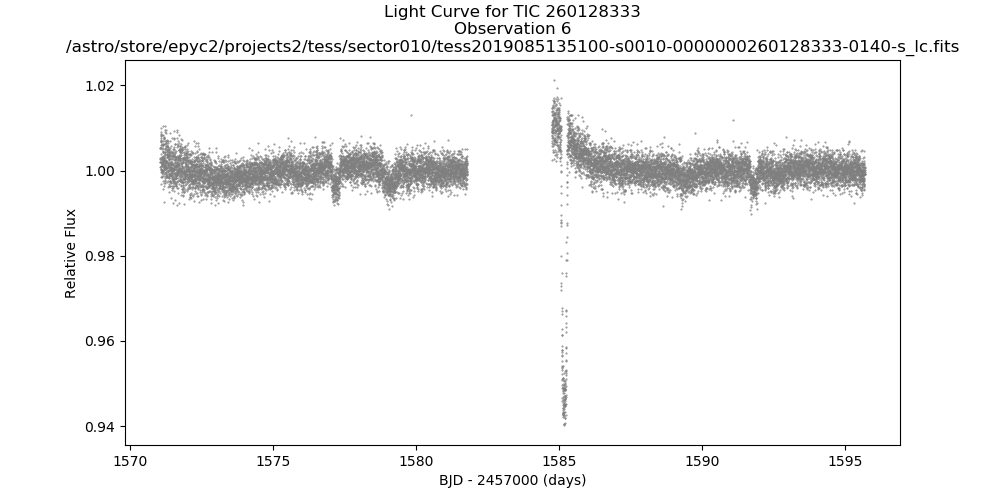 Light Curve for TIC 260128333
Observation 6
/astro/store/epyc2/projects2/tess/sector010/tess2019085135100-s0010-0000000260128333-0140-s_lc.fits
1.02
1.00
0.98
0.96
0.94
Relative Flux
1570
1575
1580
1585
1590
1595
BJD - 2457000 (days)